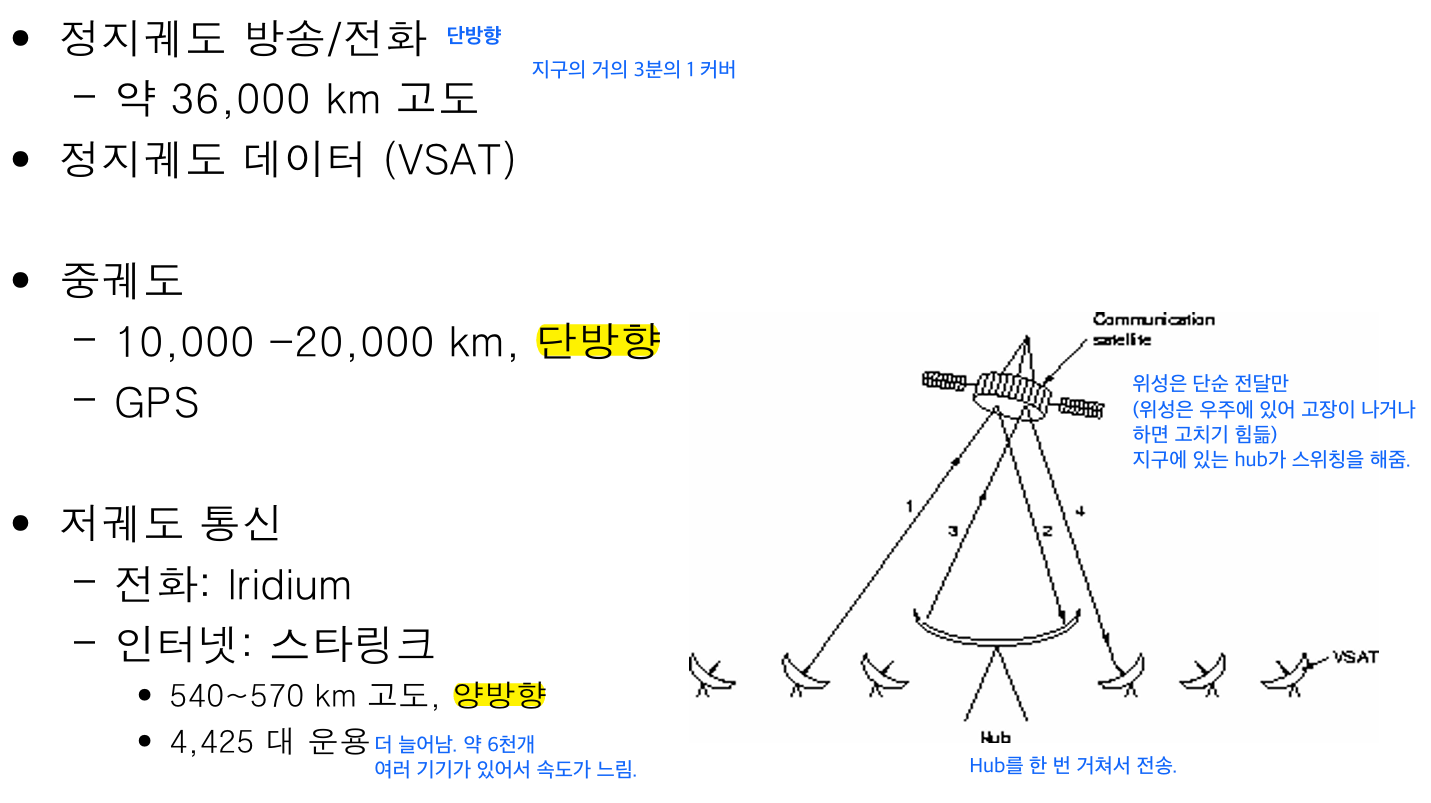 • 정지궤도 방송/전화 단방향
지구의 거의 3분의 1 커버
– 약 36,000 km 고도
• 정지궤도 데이터 (VSAT)
• 중궤도
– 10,000 –20,000 km, 단방향
– GPS
• 저궤도 통신
– 전화: Iridium
– 인터넷: 스타링크
• 540~570 km 고도, 양방향
• 4,425 대 운용
더 늘어남. 약 6천개
여러 기기가 있어서 속도가 느림.
Communication
satellite
위성은 단순 전달만
(위성은 우주에 있어 고장이 나거나
하면 고치기 힘듦)
지구에 있는 hub가 스위칭을 해줌.
1
3
2
4
VSAT
Hub
Hub를 한 번 거쳐서 전송.